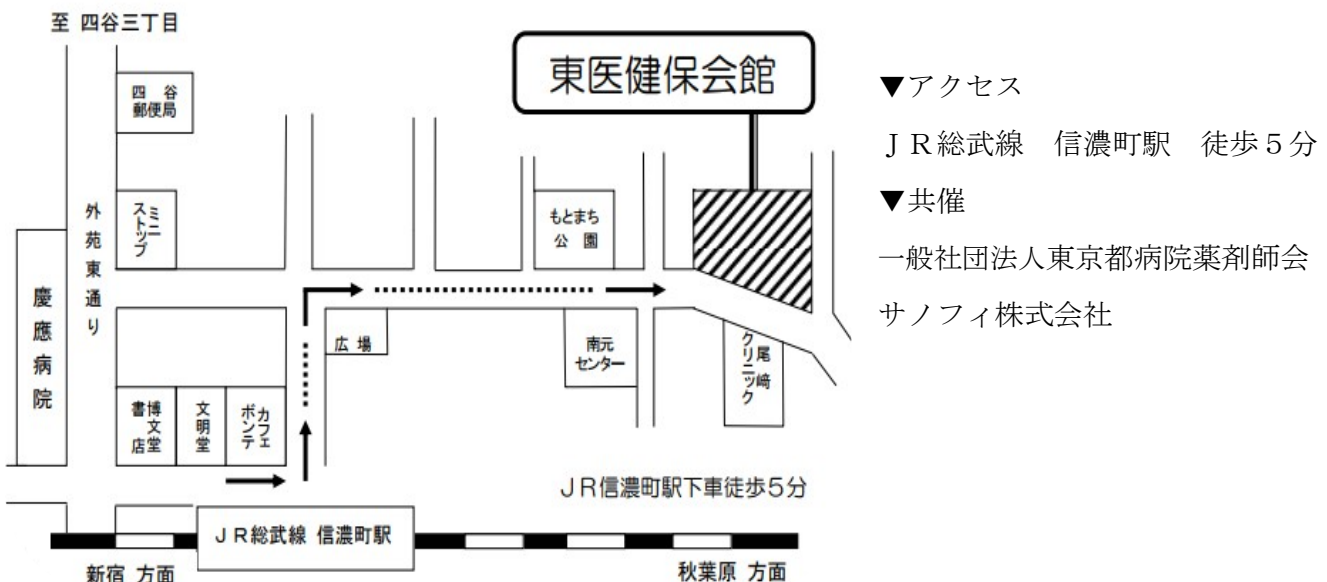 至 四谷三丁目
東医健保会館
四 谷
郵便局
ミニ
ストップ
外苑東通り
慶應病院
もとまち
公 園
広 場
南元
センター
尾﨑
クリニック
博文堂
書店
文明堂
カフェ
ボンテ
ＪＲ信濃町駅下車徒歩５分
ＪＲ総武線 信濃町駅
新宿 方面
秋葉原 方面
▼アクセス
ＪＲ総武線　信濃町駅　徒歩５分
▼共催
一般社団法人東京都病院薬剤師会
サノフィ株式会社